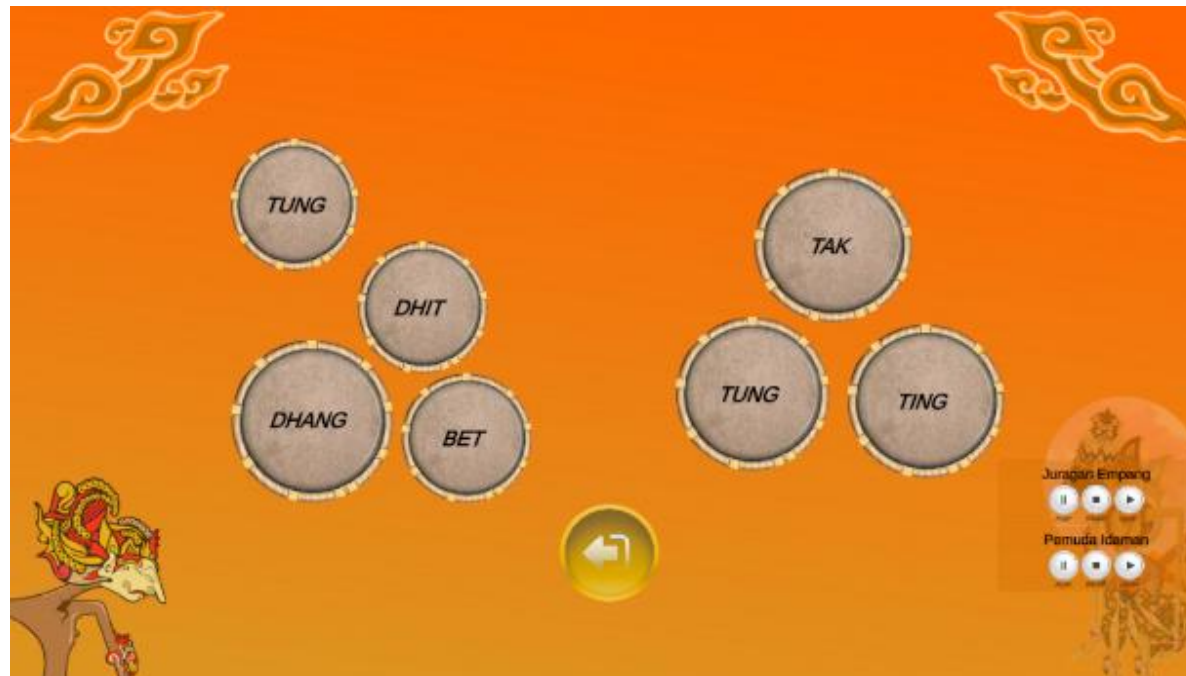 TUNG
DHIT
DHANG
BET
TAK
TUNG
TING
Juragan Empang
Pemuda Idaman